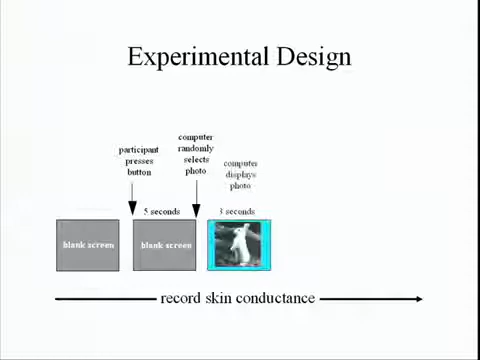 Experimental Design
participant
presses
button
computer
randomly
selects
photo
computer
displays
photo
5 seconds
3 seconds
blank screen
blank screen
record skin conductance